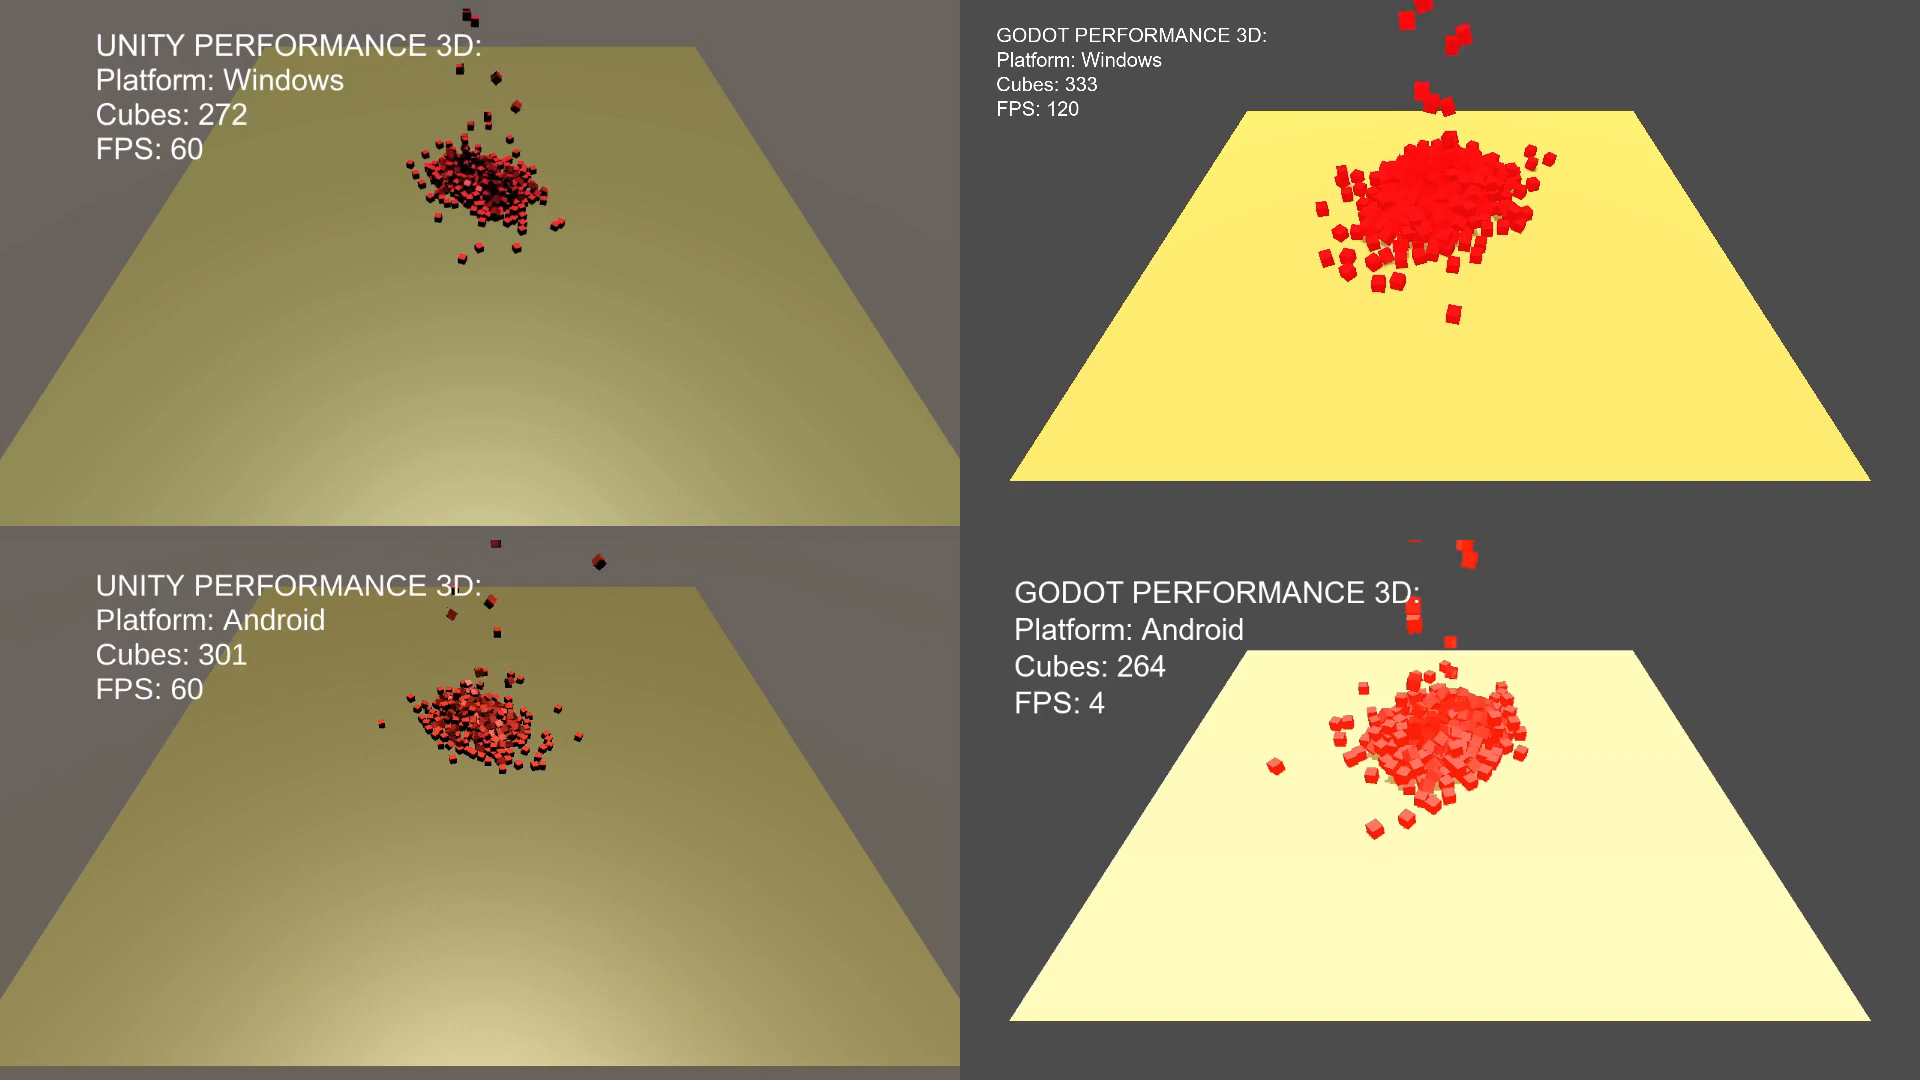 UNITY PERFORMANCE 3D:
Platform: Windows
Cubes: 272
FPS: 60
GODOT PERFORMANCE 3D:
Platform: Windows
Cubes: 333
FPS: 120
UNITY PERFORMANCE 3D:
Platform: Android
Cubes: 301
FPS: 60
GODOT PERFORMANCE 3D:
Platform: Android
Cubes: 264
FPS: 4